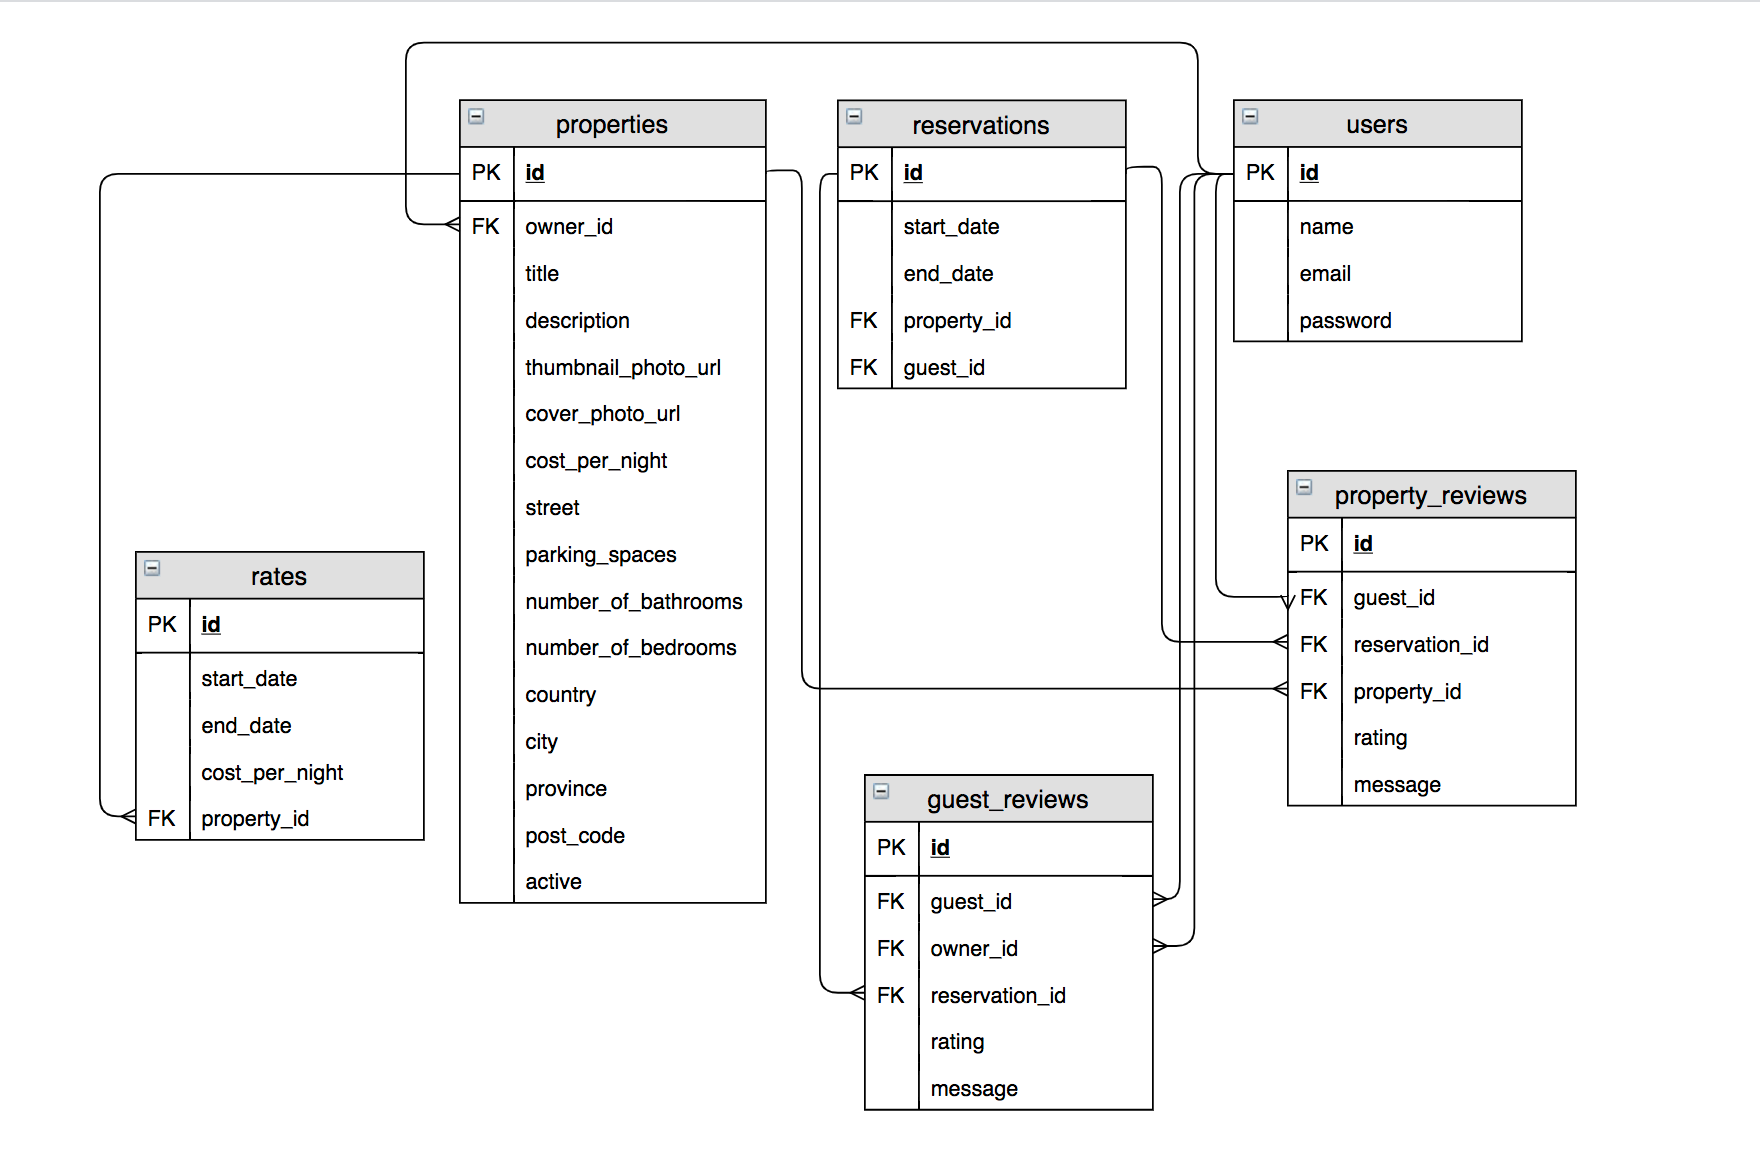 properties
PK id
FK owner_id
title
description
thumbnail_photo_url
cover_photo_url
cost_per_night
street
parking_spaces
number_of_bathrooms
number_of_bedrooms
country
city
province
post_code
active
reservations
PK id
start_date
end_date
FK property_id
FK guest_id
users
PK id
name
email
password
rates
PK id
start_date
end_date
cost_per_night
FK property_id
property_reviews
PK id
FK guest_id
FK reservation_id
FK property_id
rating
message
guest_reviews
PK id
FK guest_id
FK owner_id
FK reservation_id
rating
message